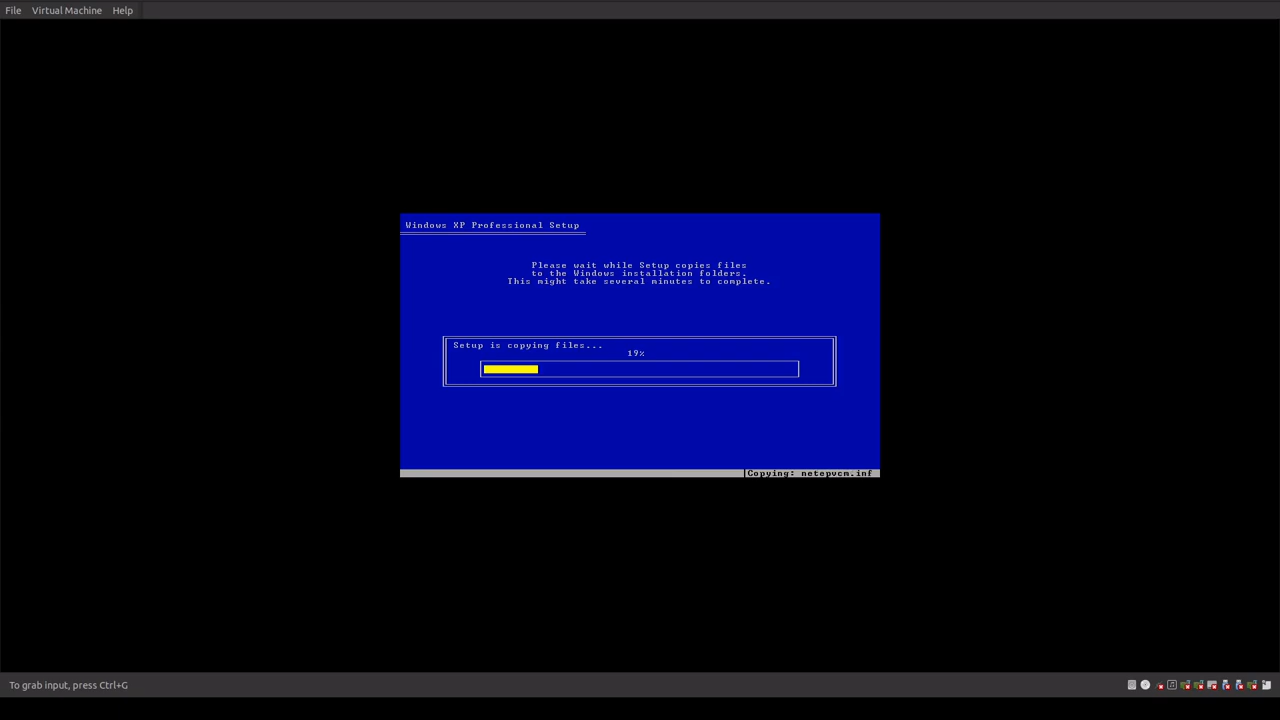 File Virtual Machine Help
Windows XP Professional Setup
Please wait while Setup copies files
to the Windows installation folders.
This might take several minutes to complete.
Setup is copying files...
19%
Copying: netepvcm.inf
To grab input, press Ctrl+G